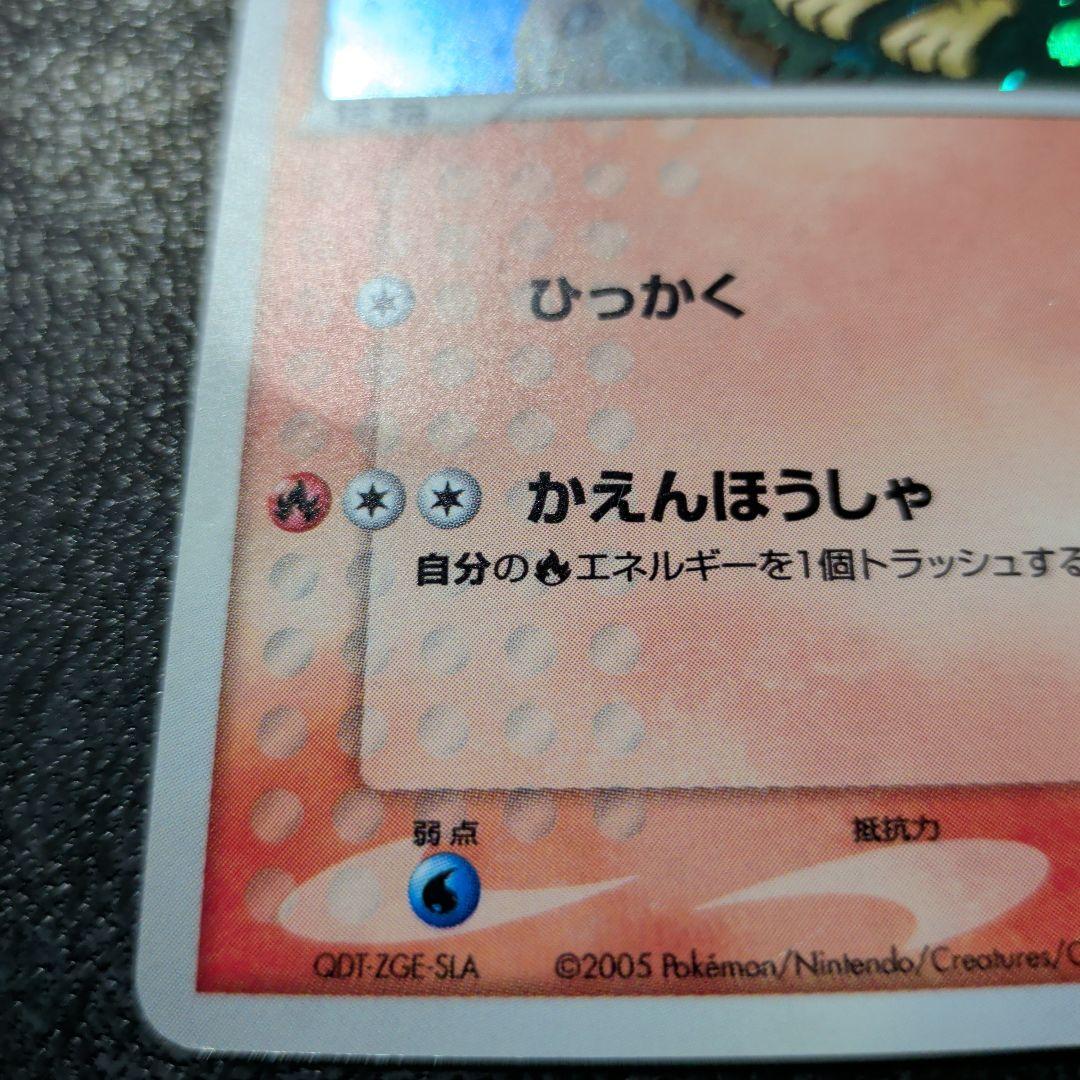 ひっかく
かえんほうしゃ
自分のエネルギーを1個トラッシュする
弱点
抵抗力
QDT-ZGE-SLA
©2005 Pokémon/Nintendo/Creatures/